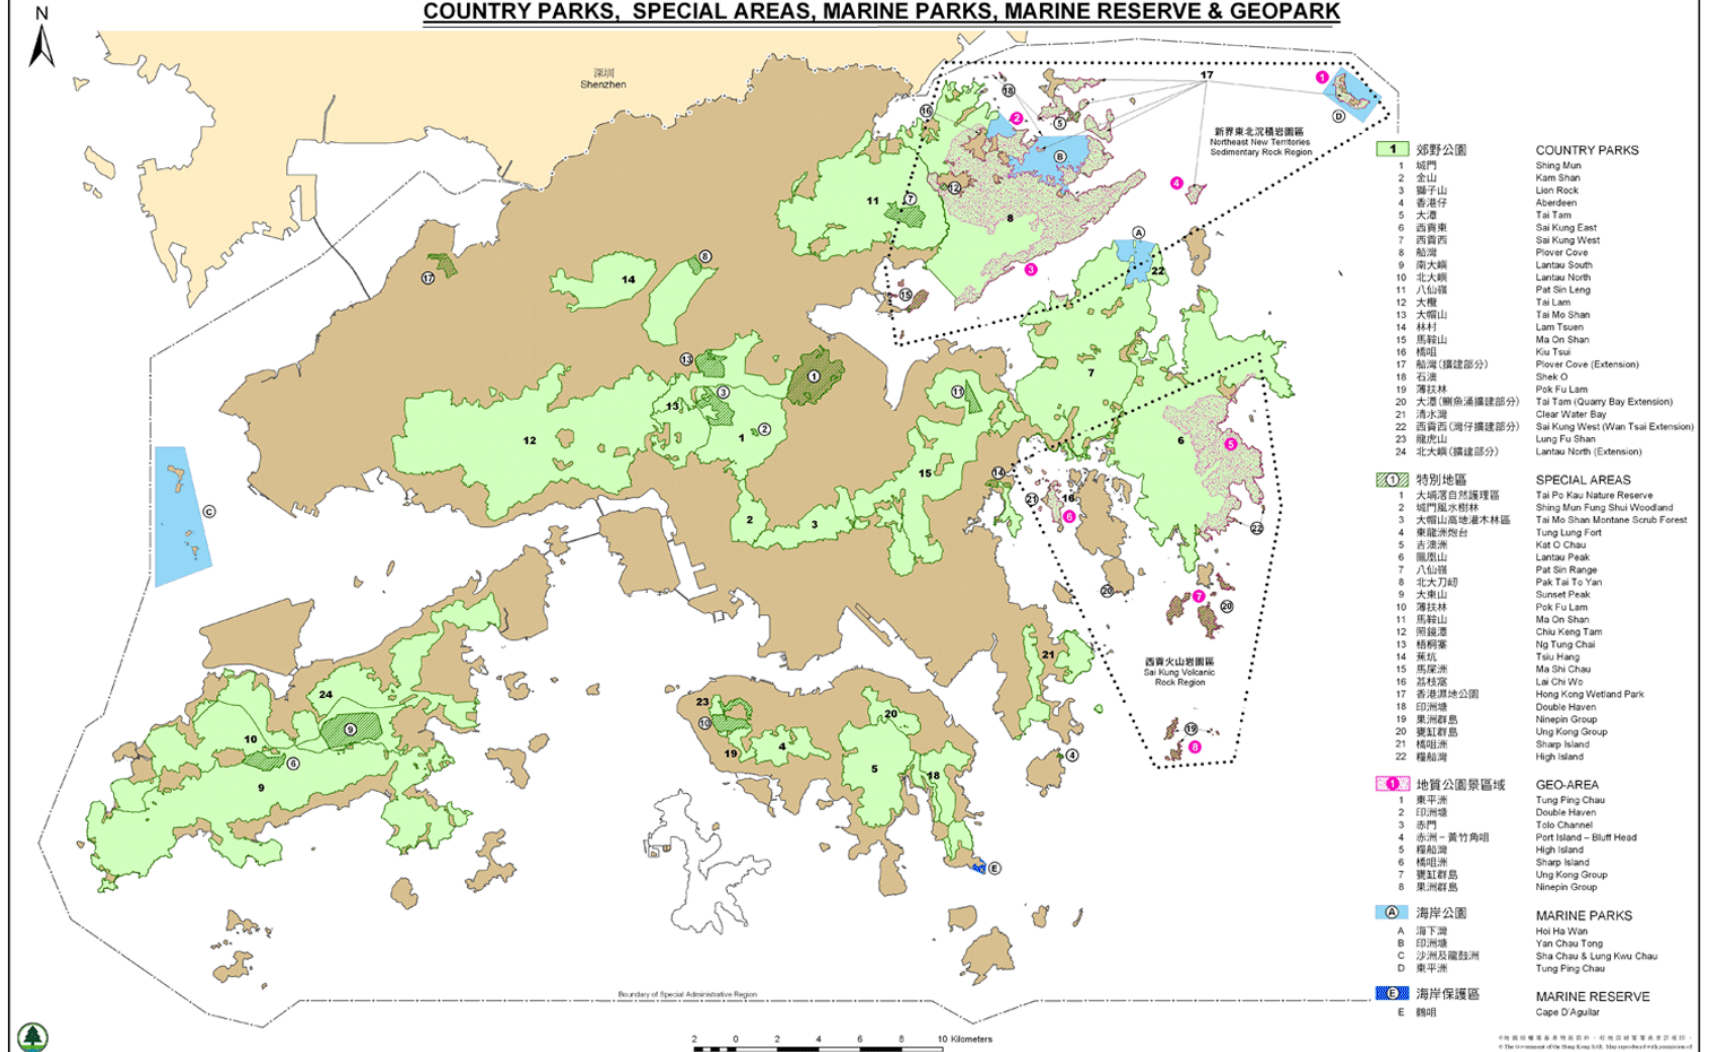 COUNTRY PARKS, SPECIAL AREAS, MARINE PARKS, MARINE RESERVE & GEOPARK
N
深圳
Shenzhen
新界東北沉積岩園區
Northeast New Territories
Sedimentary Rock Region
西貢火山岩園區
Sai Kung Volcanic
Rock Region
Boundary of Special Administrative Region
2 0 2 4 6 8 10 Kilometers
1 郊野公園 COUNTRY PARKS
1 城門 Shing Mun
2 金山 Kam Shan
3 獅子山 Lion Rock
4 香港仔 Aberdeen
5 大潭 Tai Tam
6 西貢東 Sai Kung East
7 西貢西 Sai Kung West
8 船灣 Plover Cove
9 南大嶼 Lantau South
10 北大嶼 Lantau North
11 八仙嶺 Pat Sin Leng
12 大欖 Tai Lam
13 大帽山 Tai Mo Shan
14 林村 Lam Tsuen
15 馬鞍山 Ma On Shan
16 橋咀 Kiu Tsui
17 船灣(擴建部分) Plover Cove (Extension)
18 石澳 Shek O
19 薄扶林 Pok Fu Lam
20 大潭(鰂魚涌擴建部分) Tai Tam (Quarry Bay Extension)
21 清水灣 Clear Water Bay
22 西貢西(灣仔擴建部分) Sai Kung West (Wan Tsai Extension)
23 龍虎山 Lung Fu Shan
24 北大嶼(擴建部分) Lantau North (Extension)
1 特別地區 SPECIAL AREAS
1 大埔滘自然護理區 Tai Po Kau Nature Reserve
2 城門風水樹林 Shing Mun Fung Shui Woodland
3 大帽山高地灌木林區 Tai Mo Shan Montane Scrub Forest
4 東龍洲炮台 Tung Lung Fort
5 吉澳洲 Kat O Chau
6 鳳凰山 Lantau Peak
7 八仙嶺 Pat Sin Range
8 北大刀屻 Pak Tai To Yan
9 大東山 Sunset Peak
10 薄扶林 Pok Fu Lam
11 馬鞍山 Ma On Shan
12 照鏡潭 Chiu Keng Tam
13 梧桐寨 Ng Tung Chai
14 蕉坑 Tsiu Hang
15 馬屎洲 Ma Shi Chau
16 荔枝窩 Lai Chi Wo
17 香港濕地公園 Hong Kong Wetland Park
18 印洲塘 Double Haven
19 果洲群島 Ninepin Group
20 甕缸群島 Ung Kong Group
21 橋咀洲 Sharp Island
22 糧船灣 High Island
1 地質公園景區域 GEO-AREA
1 東平洲 Tung Ping Chau
2 印洲塘 Double Haven
3 赤門 Tolo Channel
4 赤洲－黃竹角咀 Port Island – Bluff Head
5 糧船灣 High Island
6 橋咀洲 Sharp Island
7 甕缸群島 Ung Kong Group
8 果洲群島 Ninepin Group
A 海岸公園 MARINE PARKS
A 海下灣 Hoi Ha Wan
B 印洲塘 Yan Chau Tong
C 沙洲及龍鼓洲 Sha Chau & Lung Kwu Chau
D 東平洲 Tung Ping Chau
E 海岸保護區 MARINE RESERVE
E 鶴咀 Cape D'Aguilar